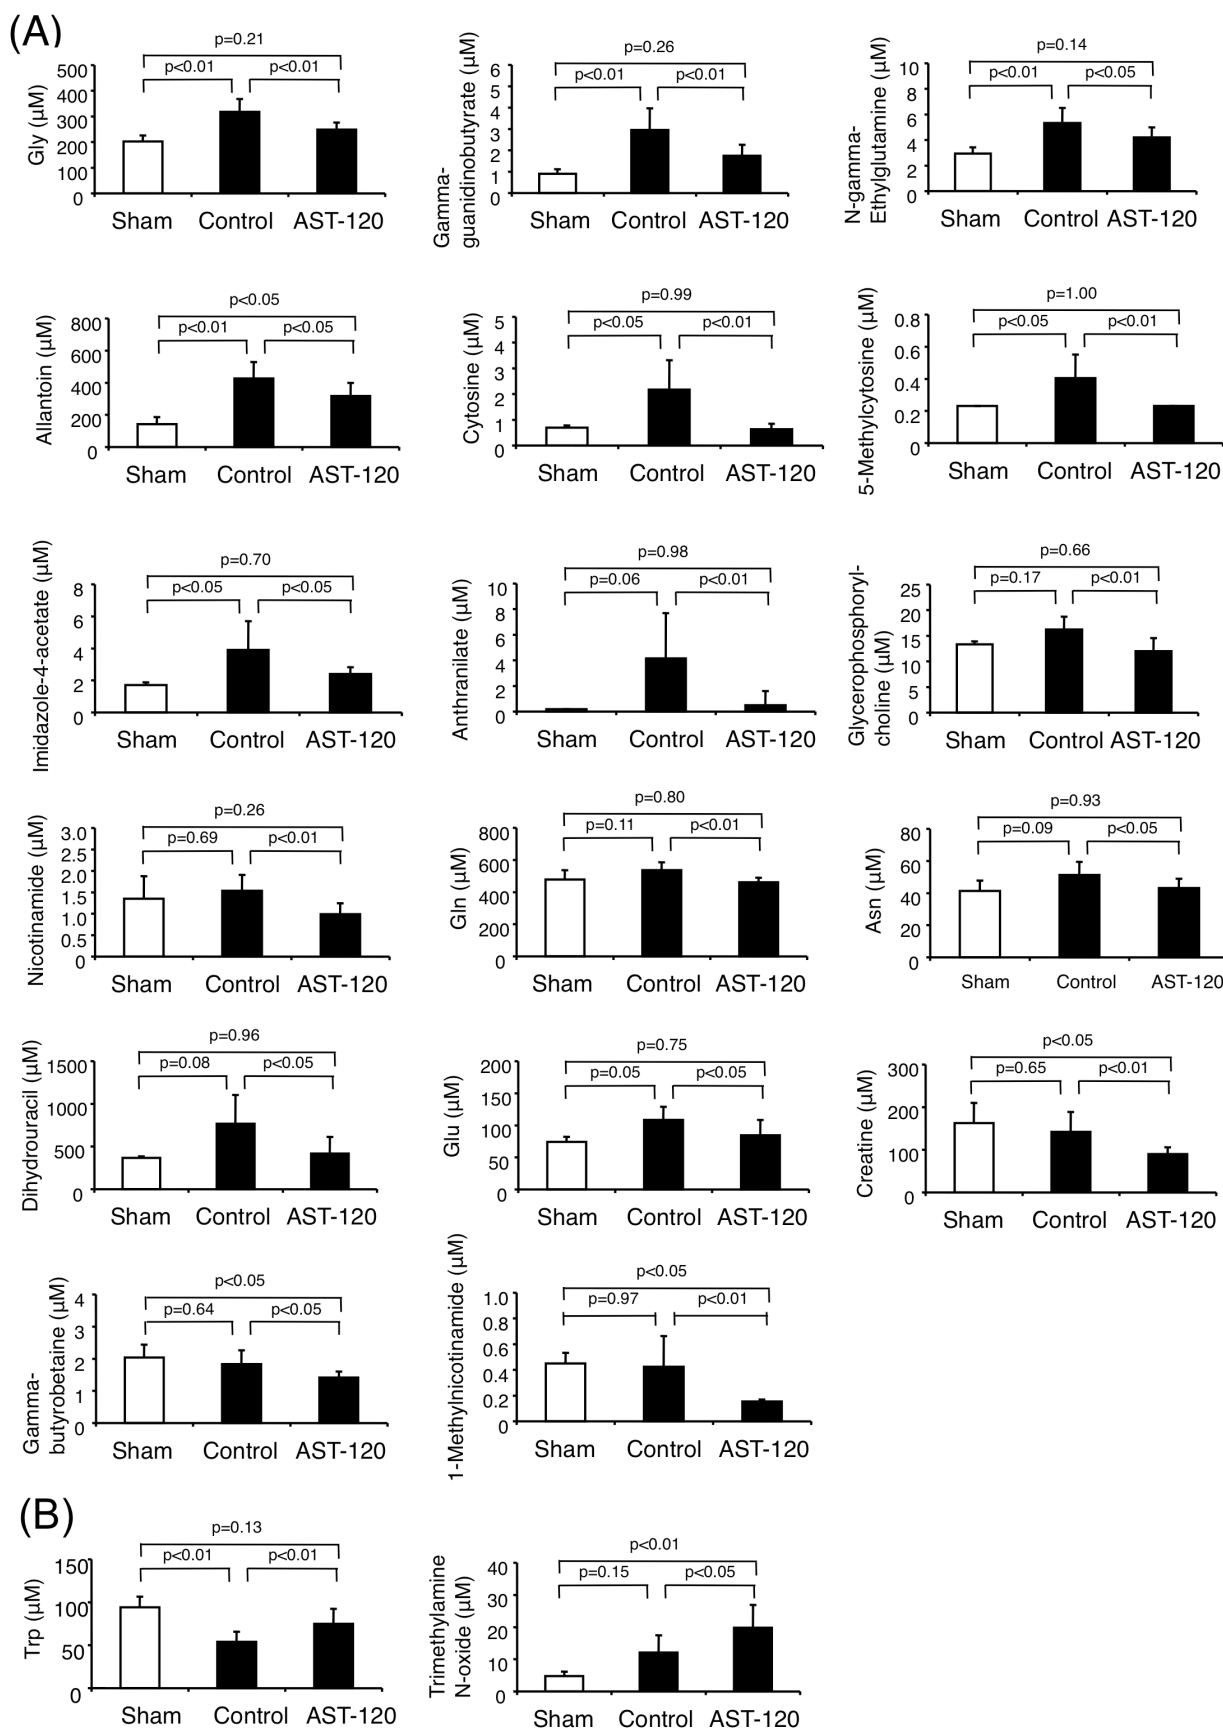 (A)
p=0.21
p<0.01 p<0.01
500
400
300
200
100
0
Gly (µM)
Sham Control AST-120
p=0.26
p<0.01 p<0.01
6
5
4
3
2
1
0
Gamma-
guanidinobutyrate (µM)
Sham Control AST-120
p=0.14
p<0.01 p<0.05
10
8
6
4
2
0
N-gamma-
Ethylglutamine (µM)
Sham Control AST-120
p<0.05
p<0.01 p<0.05
800
600
400
200
0
Allantoin (µM)
Sham Control AST-120
p=0.99
p<0.05 p<0.01
5
4
3
2
1
0
Cytosine (µM)
Sham Control AST-120
p=1.00
p<0.05 p<0.01
0.8
0.6
0.4
0.2
0
5-Methylcytosine (µM)
Sham Control AST-120
p=0.70
p<0.05 p<0.05
8
6
4
2
0
Imidazole-4-acetate (µM)
Sham Control AST-120
p=0.98
p=0.06 p<0.01
10
8
6
4
2
0
Anthranilate (µM)
Sham Control AST-120
p=0.66
p=0.17 p<0.01
25
20
15
10
5
0
Glycerophosphoryl-
choline (µM)
Sham Control AST-120
p=0.26
p=0.69 p<0.01
3.0
2.5
2.0
1.5
1.0
0.5
0
Nicotinamide (µM)
Sham Control AST-120
p=0.80
p=0.11 p<0.01
800
600
400
200
0
Gln (µM)
Sham Control AST-120
p=0.93
p=0.09 p<0.05
80
60
40
20
0
Asn (µM)
Sham Control AST-120
p=0.96
p=0.08 p<0.05
1500
1000
500
0
Dihydrouracil (µM)
Sham Control AST-120
p=0.75
p=0.05 p<0.05
200
150
100
50
0
Glu (µM)
Sham Control AST-120
p<0.05
p=0.65 p<0.01
300
200
100
0
Creatine (µM)
Sham Control AST-120
p<0.05
p=0.64 p<0.05
4
3
2
1
0
Gamma-
butyrobetaine (µM)
Sham Control AST-120
p<0.05
p=0.97 p<0.01
1.0
0.8
0.6
0.4
0.2
0
1-Methylnicotinamide (µM)
Sham Control AST-120
(B)
p=0.13
p<0.01 p<0.01
150
100
50
0
Trp (µM)
Sham Control AST-120
p<0.01
p=0.15 p<0.05
40
30
20
10
0
Trimethylamine
N-oxide (µM)
Sham Control AST-120